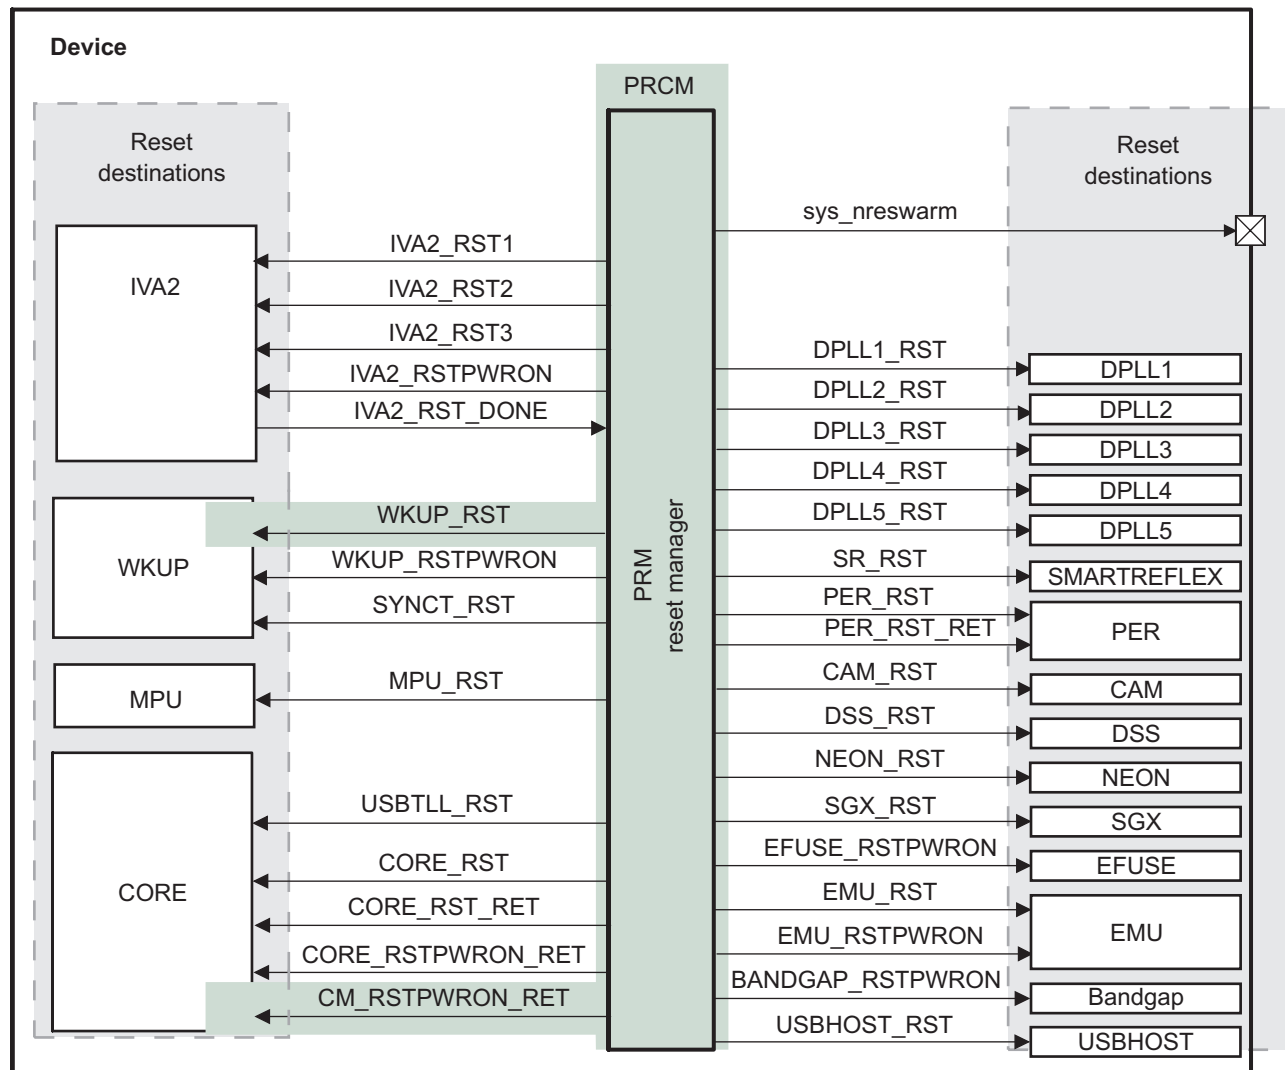 Device
PRCM
Reset
destinations
IVA2
IVA2_RST1
IVA2_RST2
IVA2_RST3
IVA2_RSTPWRON
IVA2_RST_DONE
WKUP
WKUP_RST
WKUP_RSTPWRON
SYNCT_RST
MPU
MPU_RST
CORE
USBTLL_RST
CORE_RST
CORE_RST_RET
CORE_RSTPWRON_RET
CM_RSTPWRON_RET
PRM
reset manager
Reset
destinations
sys_nreswarm
DPLL1_RST
DPLL1
DPLL2_RST
DPLL2
DPLL3_RST
DPLL3
DPLL4_RST
DPLL4
DPLL5_RST
DPLL5
SR_RST
SMARTREFLEX
PER_RST
PER_RST_RET
PER
CAM_RST
CAM
DSS_RST
DSS
NEON_RST
NEON
SGX_RST
SGX
EFUSE_RSTPWRON
EFUSE
EMU_RST
EMU_RSTPWRON
EMU
BANDGAP_RSTPWRON
Bandgap
USBHOST_RST
USBHOST